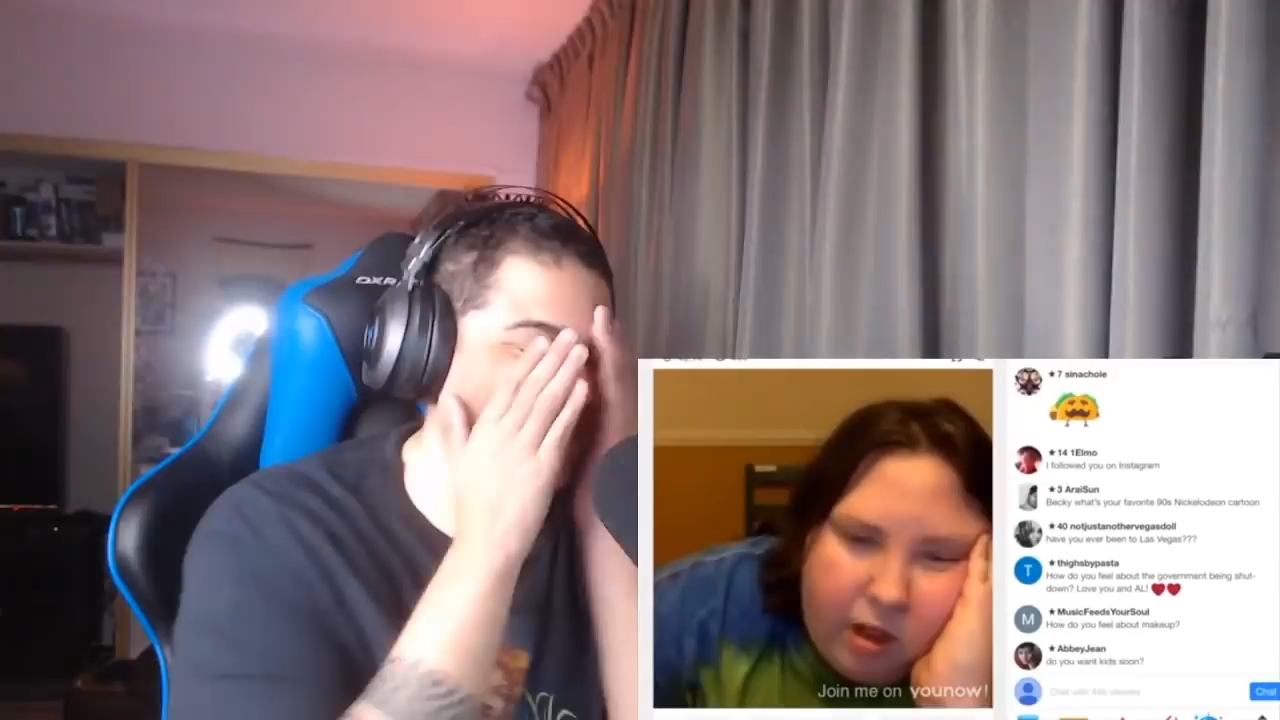 ★7 sinachole
★14 1Elmo
I followed you on Instagram
★3 AraiSun
Becky what's your favorite 90s Nickelodeon cartoon
★40 notjustanothervegasdoll
have you ever been to Las Vegas???
T
★thighsbypasta
How do you feel about the government being shut-
down? Love you and AL! ❤❤
M
★MusicFeedsYourSoul
How do you feel about makeup?
★AbbeyJean
do you want kids soon?
Join me on younow!
Chat